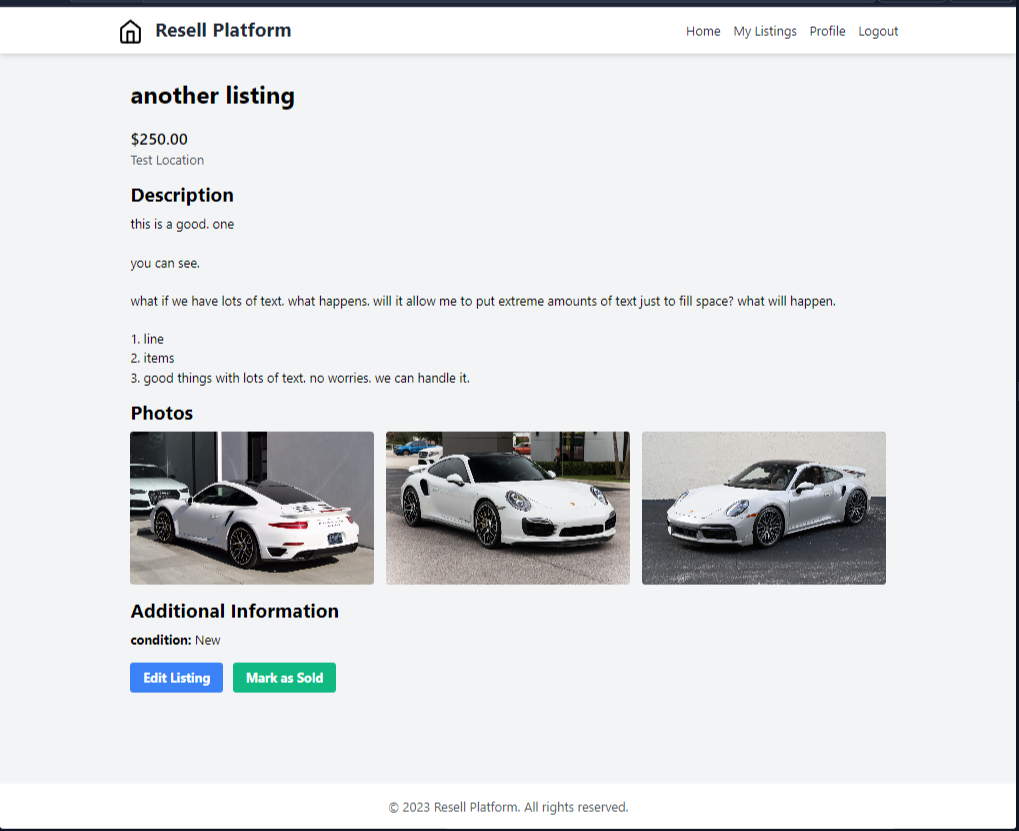 Resell Platform
Home My Listings Profile Logout
another listing
$250.00
Test Location
Description
this is a good. one
you can see.
what if we have lots of text. what happens. will it allow me to put extreme amounts of text just to fill space? what will happen.
1. line
2. items
3. good things with lots of text. no worries. we can handle it.
Photos
Additional Information
condition: New
Edit Listing Mark as Sold
© 2023 Resell Platform. All rights reserved.